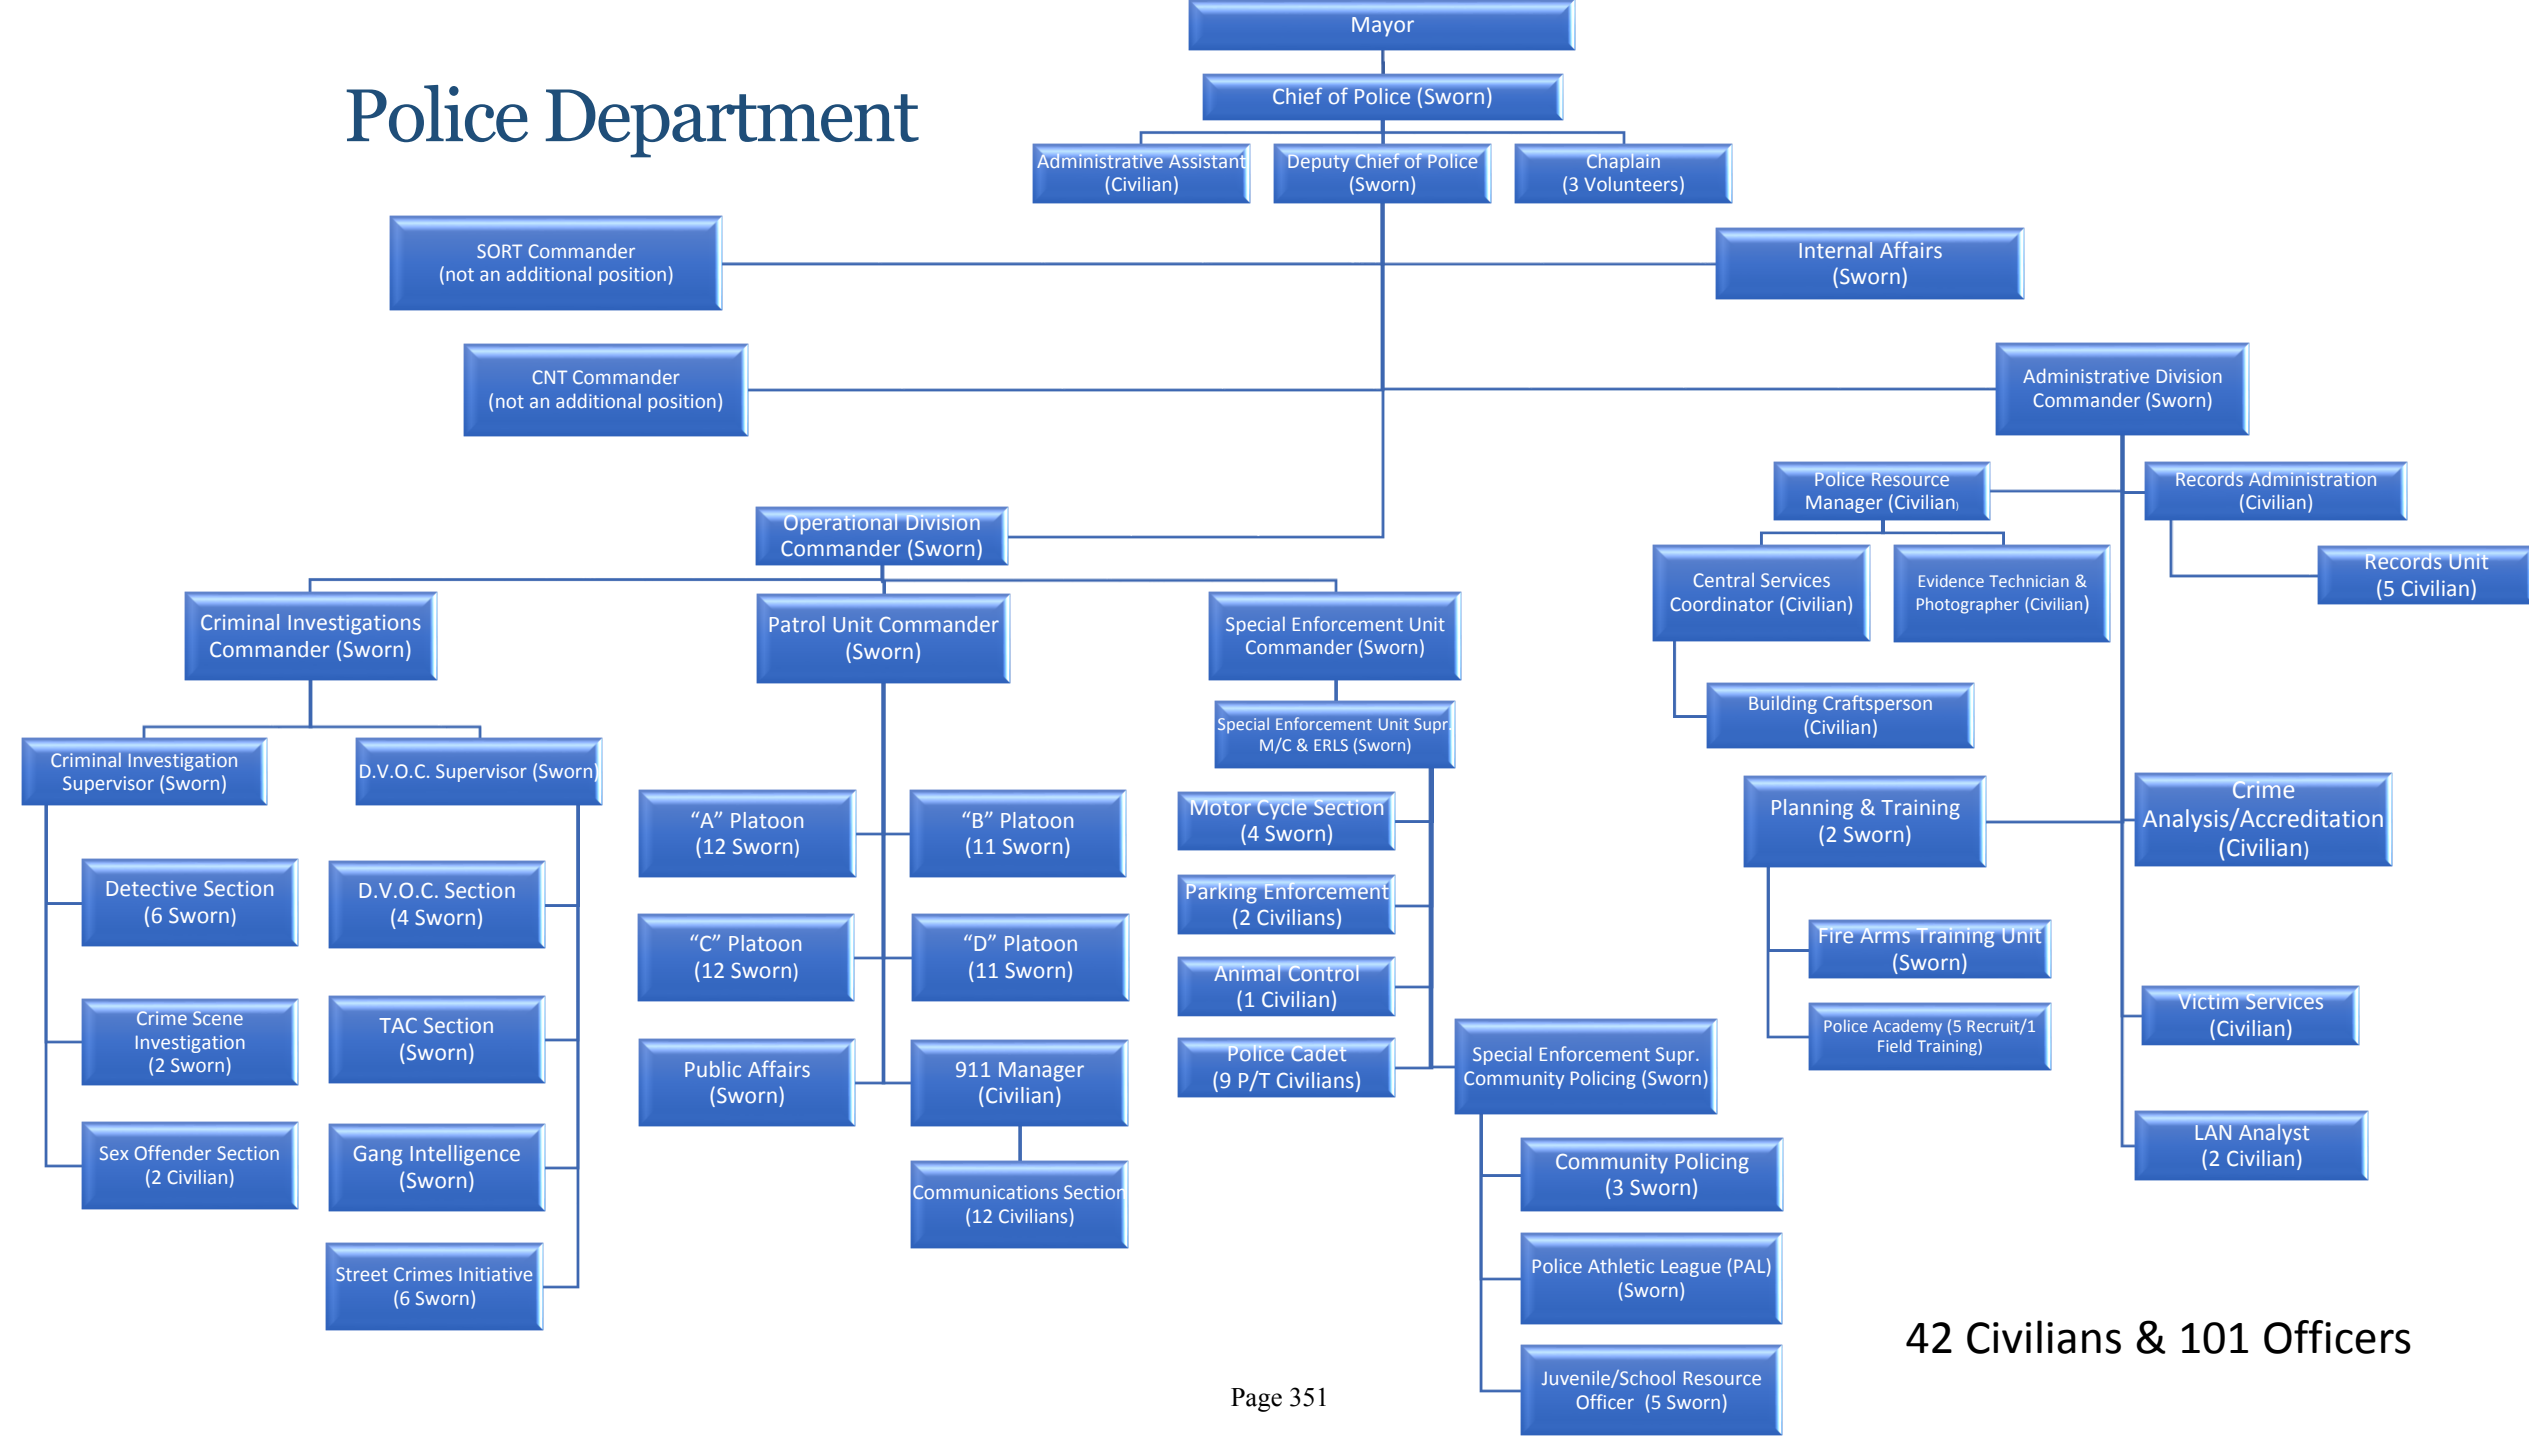 Mayor
Police Department
Chief of Police (Sworn)
Administrative Assistant
(Civilian)
Deputy Chief of Police
(Sworn)
Chaplain
(3 Volunteers)
SORT Commander
(not an additional position)
Internal Affairs
(Sworn)
CNT Commander
(not an additional position)
Administrative Division
Commander (Sworn)
Police Resource
Manager (Civilian)
Records Administration
(Civilian)
Operational Division
Commander (Sworn)
Central Services
Coordinator (Civilian)
Evidence Technician &
Photographer (Civilian)
Records Unit
(5 Civilian)
Criminal Investigations
Commander (Sworn)
Patrol Unit Commander
(Sworn)
Special Enforcement Unit
Commander (Sworn)
Building Craftsperson
(Civilian)
Special Enforcement Unit Supr.
M/C & ERLS (Sworn)
Criminal Investigation
Supervisor (Sworn)
D.V.O.C. Supervisor (Sworn)
“A” Platoon
(12 Sworn)
“B” Platoon
(11 Sworn)
Motor Cycle Section
(4 Sworn)
Planning & Training
(2 Sworn)
Crime
Analysis/Accreditation
(Civilian)
Detective Section
(6 Sworn)
D.V.O.C. Section
(4 Sworn)
Parking Enforcement
(2 Civilians)
“C” Platoon
(12 Sworn)
“D” Platoon
(11 Sworn)
Animal Control
(1 Civilian)
Fire Arms Training Unit
(Sworn)
Crime Scene
Investigation
(2 Sworn)
TAC Section
(Sworn)
Victim Services
(Civilian)
Police Academy (5 Recruit/1
Field Training)
Public Affairs
(Sworn)
911 Manager
(Civilian)
Police Cadet
(9 P/T Civilians)
Special Enforcement Supr.
Community Policing (Sworn)
Sex Offender Section
(2 Civilian)
Gang Intelligence
(Sworn)
LAN Analyst
(2 Civilian)
Communications Section
(12 Civilians)
Community Policing
(3 Sworn)
Street Crimes Initiative
(6 Sworn)
Police Athletic League (PAL)
(Sworn)
42 Civilians & 101 Officers
Juvenile/School Resource
Officer (5 Sworn)
Page 351